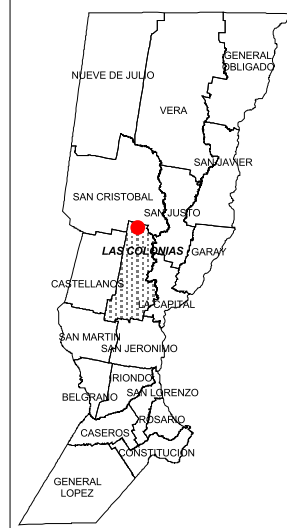 GENERAL
OBLIGADO
NUEVE DE JULIO
VERA
SAN JAVIER
SAN CRISTOBAL
SAN JUSTO
LAS COLONIAS
GARAY
CASTELLANOS
LA CAPITAL
SAN MARTIN
SAN JERONIMO
IRIONDO
BELGRANO
SAN LORENZO
ROSARIO
CASEROS
CONSTITUCIÓN
GENERAL
LOPEZ